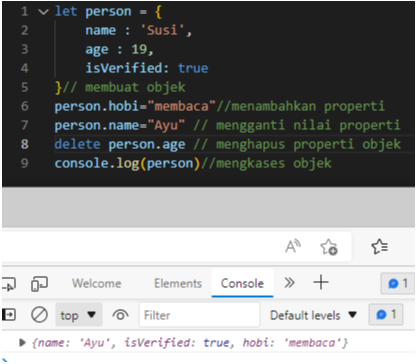 1 let person = {
2 name : 'Susi',
3 age : 19,
4 isVerified: true
5 }// membuat objek
6 person.hobi="membaca"//menambahkan properti
7 person.name="Ayu" // mengganti nilai properti
8 delete person.age // menghapus properti objek
9 console.log(person)//mengkases objek
A
Welcome Elements Console 1
top Filter Default levels 1
{name: 'Ayu', isVerified: true, hobi: 'membaca'}